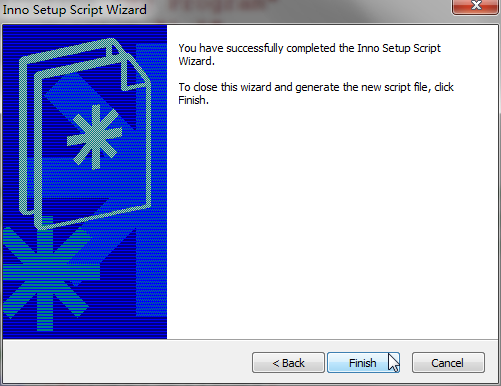 Program"
Inno Setup Script Wizard
You have successfully completed the Inno Setup Script
Wizard.
To close this wizard and generate the new script file, click
Finish.
< Back
Finish
Cancel